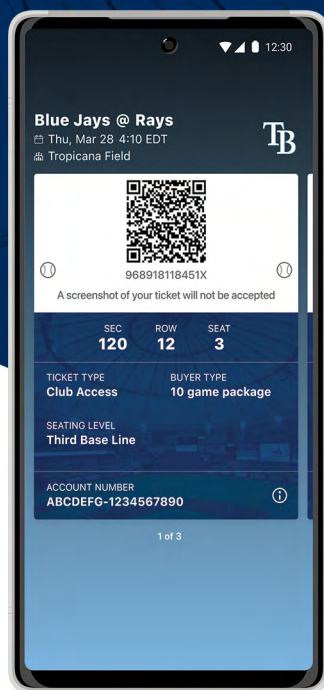 12:30
Blue Jays @ Rays
Thu, Mar 28 4:10 EDT
Tropicana Field
TB
968918118451X
A screenshot of your ticket will not be accepted
SEC ROW SEAT
120 12 3
TICKET TYPE BUYER TYPE
Club Access 10 game package
SEATING LEVEL
Third Base Line
ACCOUNT NUMBER
ABCDEFG-1234567890
1 of 3